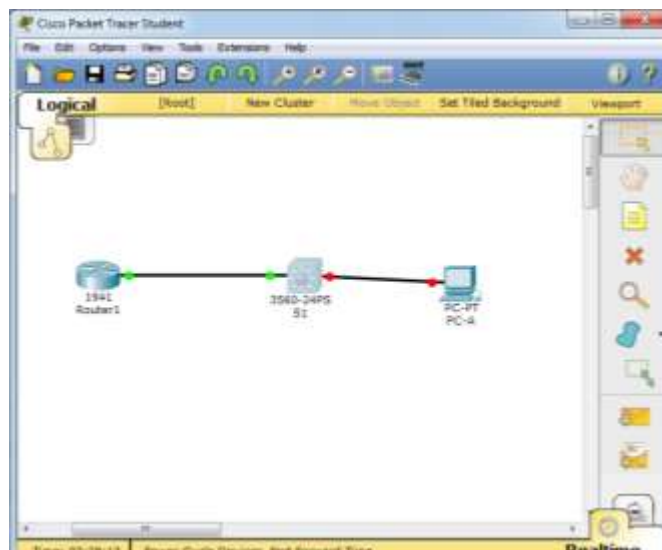 Cisco Packet Tracer Student
File Edit Options View Tools Extensions Help
Logical [Root] New Cluster Move Object Set Tiled Background Viewport
1941
Router1
3560-24PS
S1
PC-PT
PC-A
Realtime